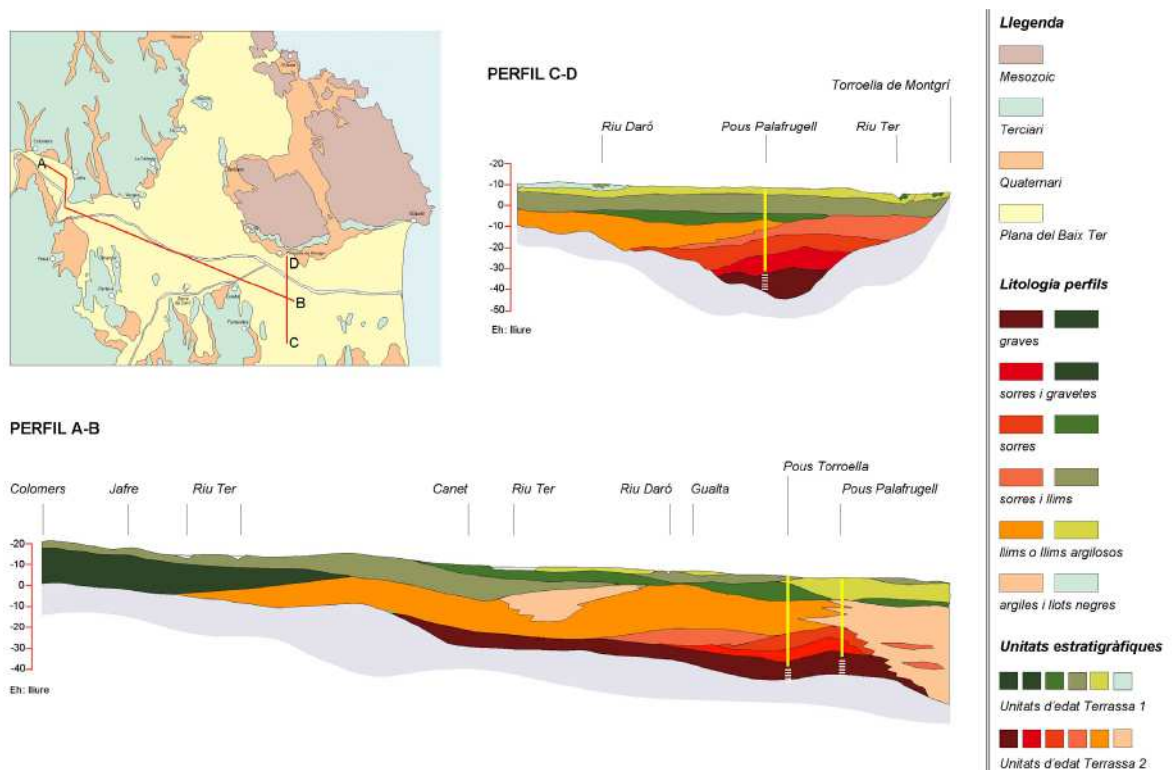 PERFIL C-D
Torroella de Montgrí
Riu Daró
Pous Palafrugell
Riu Ter
-20
-10
0
-10
-20
-30
-40
-50
Eh: lliure
A
D
B
C
PERFIL A-B
Pous Torroella
Colomers
Jafre
Riu Ter
Canet
Riu Ter
Riu Daró
Gualta
Pous Palafrugell
-20
-10
0
-10
-20
-30
-40
Eh: lliure
Llegenda
Mesozoic
Terciari
Quaternari
Plana del Baix Ter
Litologia perfils
graves
sorres i gravetes
sorres
sorres i llims
llims o llims argilosos
argiles i llots negres
Unitats estratigràfiques
Unitats d'edat Terrassa 1
Unitats d'edat Terrassa 2